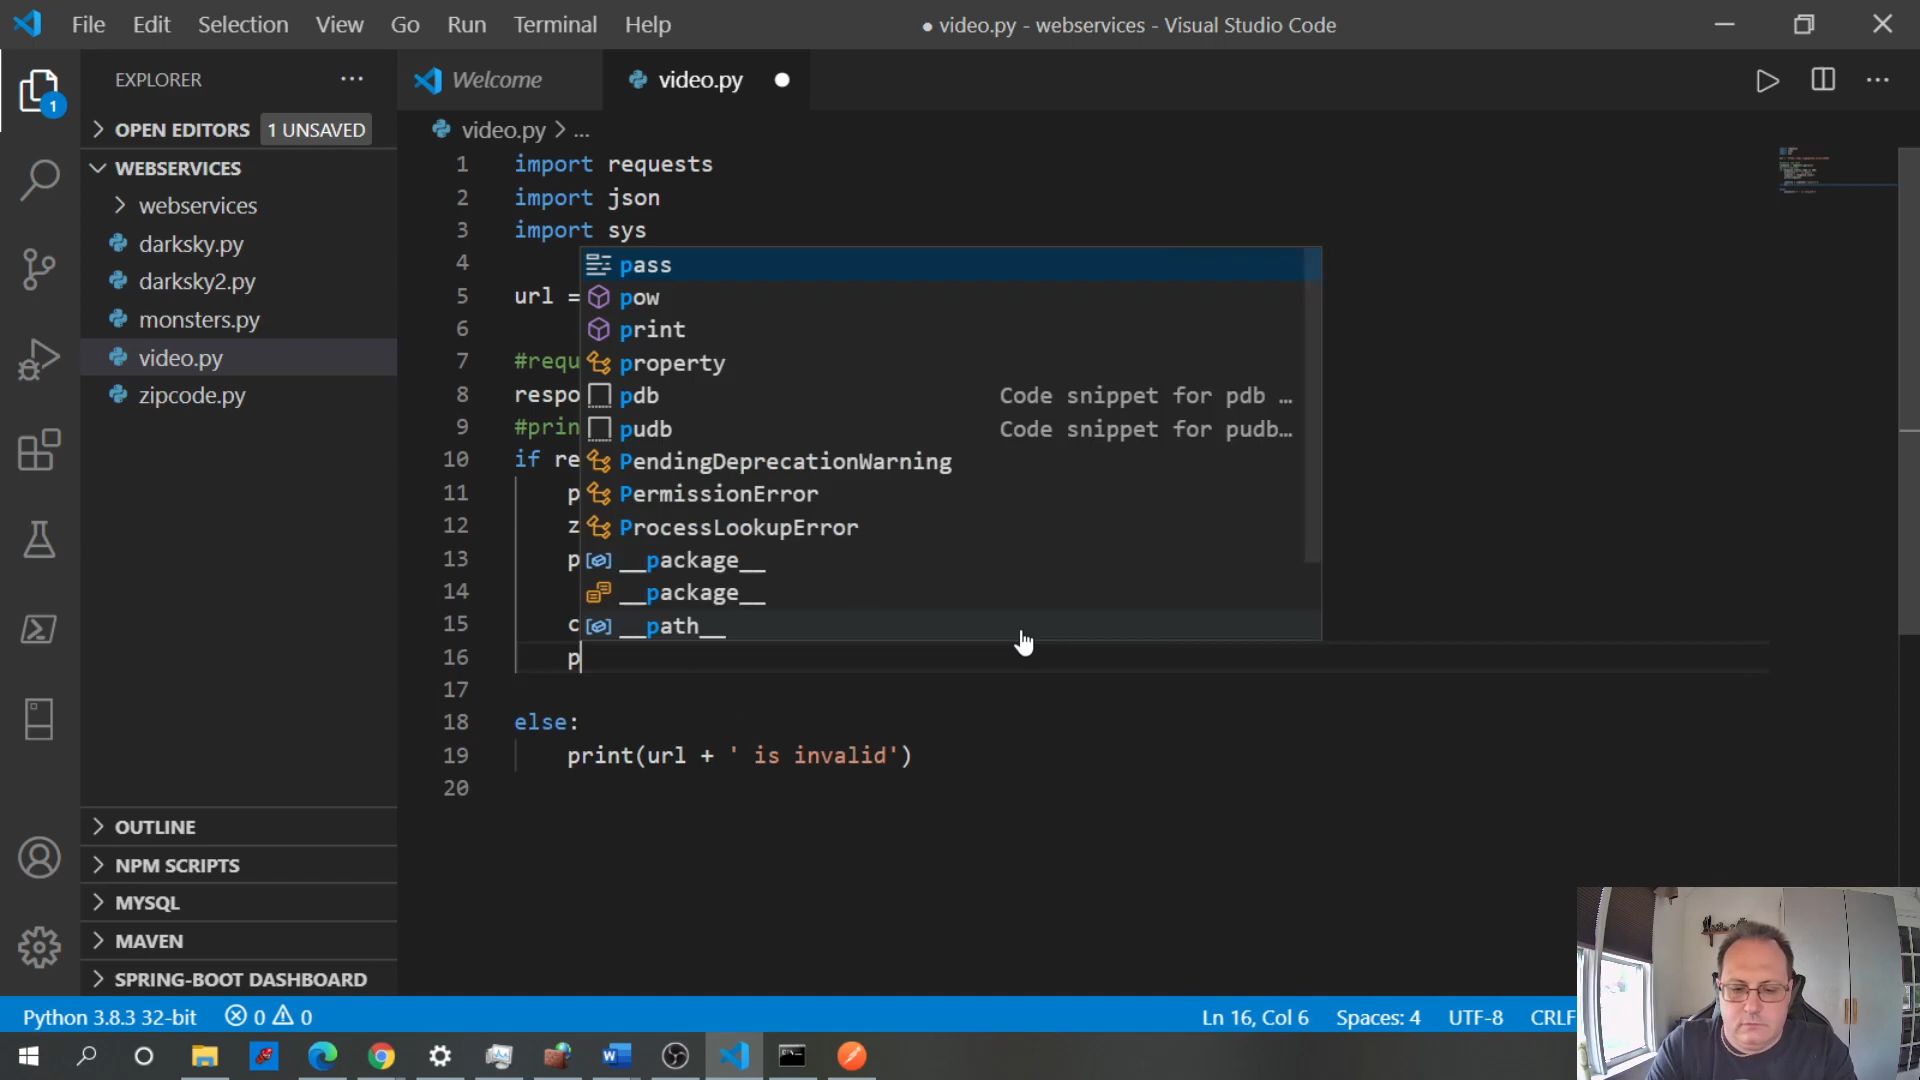 File Edit Selection View Go Run Terminal Help
● video.py - webservices - Visual Studio Code
EXPLORER ...
Welcome
video.py
1
OPEN EDITORS 1 UNSAVED
video.py > ...
WEBSERVICES
webservices
darksky.py
darksky2.py
monsters.py
video.py
zipcode.py
1 import requests
2 import json
3 import sys
4
5 url =
6
7 #requ
8 respo
9 #prin
10 if re
11 p
12 z
13 p
14
15 c
16 p
17
18 else:
19 print(url + ' is invalid')
20
pass
pow
print
property
pdb Code snippet for pdb …
pudb Code snippet for pudb…
PendingDeprecationWarning
PermissionError
ProcessLookupError
__package__
__package__
__path__
OUTLINE
NPM SCRIPTS
MYSQL
MAVEN
SPRING-BOOT DASHBOARD
Python 3.8.3 32-bit 0 0 Ln 16, Col 6 Spaces: 4 UTF-8 CRLF